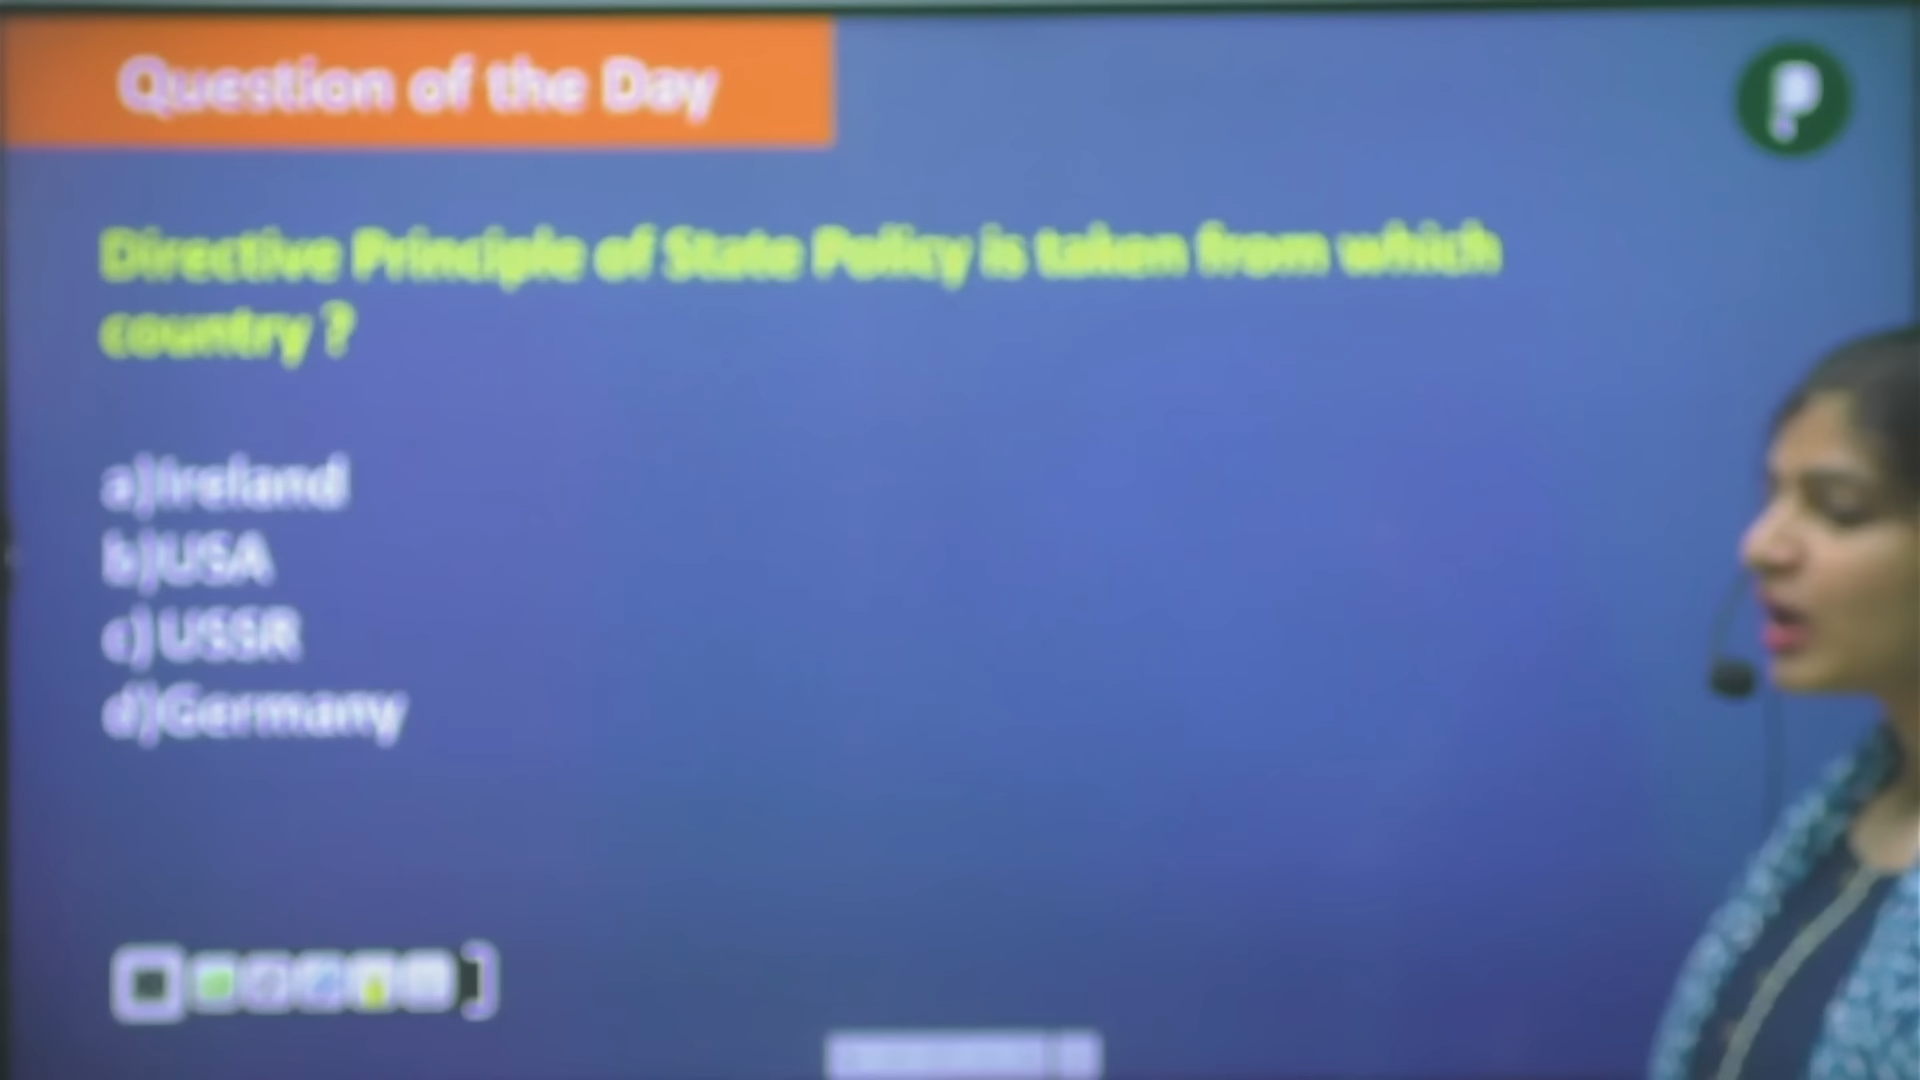 Question of the Day
P
Directive Principle of State Policy is taken from which
country ?
a)Ireland
b)USA
c) USSR
d)Germany